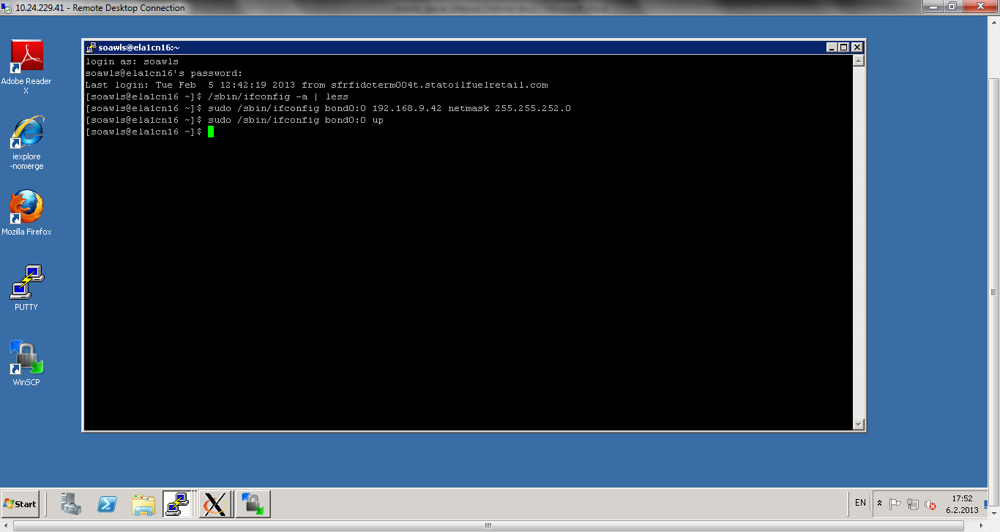 10.24.229.41 - Remote Desktop Connection
Adobe Reader
X
iexplore
-nomerge
Mozilla Firefox
PUTTY
WinSCP
soawls@ela1cn16:~
login as: soawls
soawls@ela1cn16's password:
Last login: Tue Feb  5 12:42:19 2013 from sfrfidcterm004t.statoilfuelretail.com
[soawls@ela1cn16 ~]$ /sbin/ifconfig -a | less
[soawls@ela1cn16 ~]$ sudo /sbin/ifconfig bond0:0 192.168.9.42 netmask 255.255.252.0
[soawls@ela1cn16 ~]$ sudo /sbin/ifconfig bond0:0 up
[soawls@ela1cn16 ~]$
Start
EN
17:52
6.2.2013